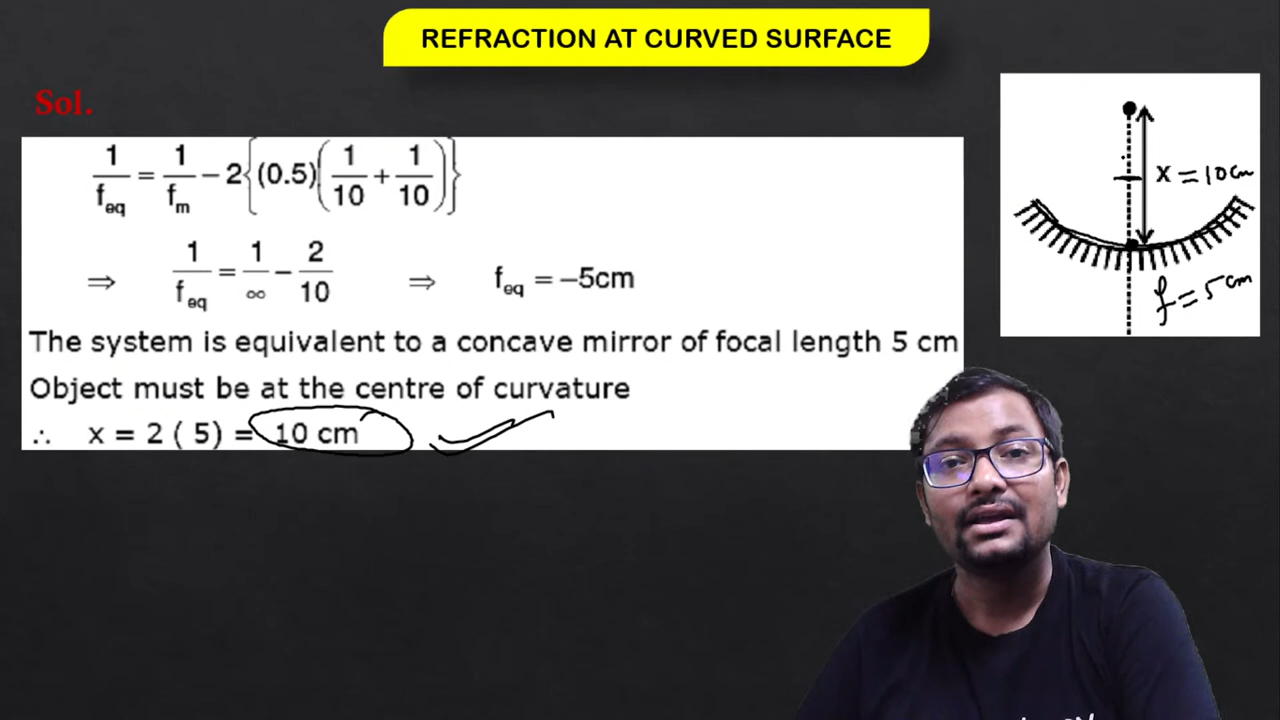 REFRACTION AT CURVED SURFACE
Sol.
1/f_eq = 1/f_m − 2{(0.5)(1/10 + 1/10)}
⇒ 1/f_eq = 1/∞ − 2/10 ⇒ f_eq = −5cm
The system is equivalent to a concave mirror of focal length 5 cm
Object must be at the centre of curvature
∴ x = 2 ( 5) = 10 cm
x = 10cm
f = 5cm